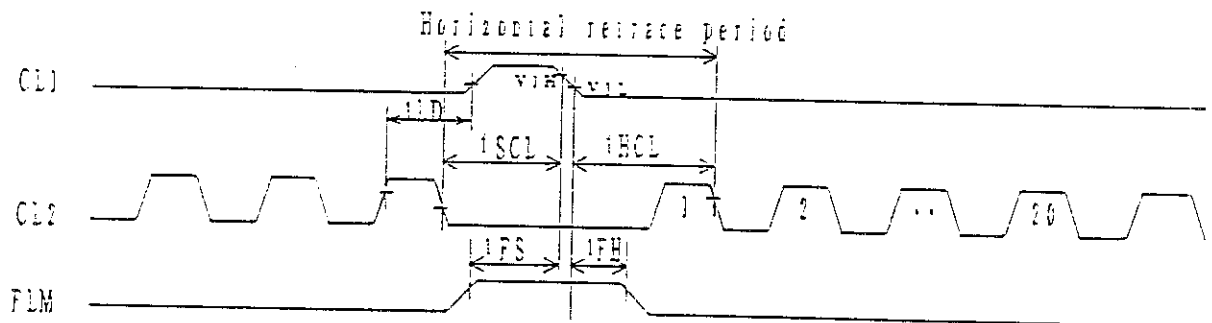 Horizontal retrace period
CL1
VIH
VIL
tLD
tSCL
tHCL
CL2
1
2
..
20
tFS
tFH
FLM